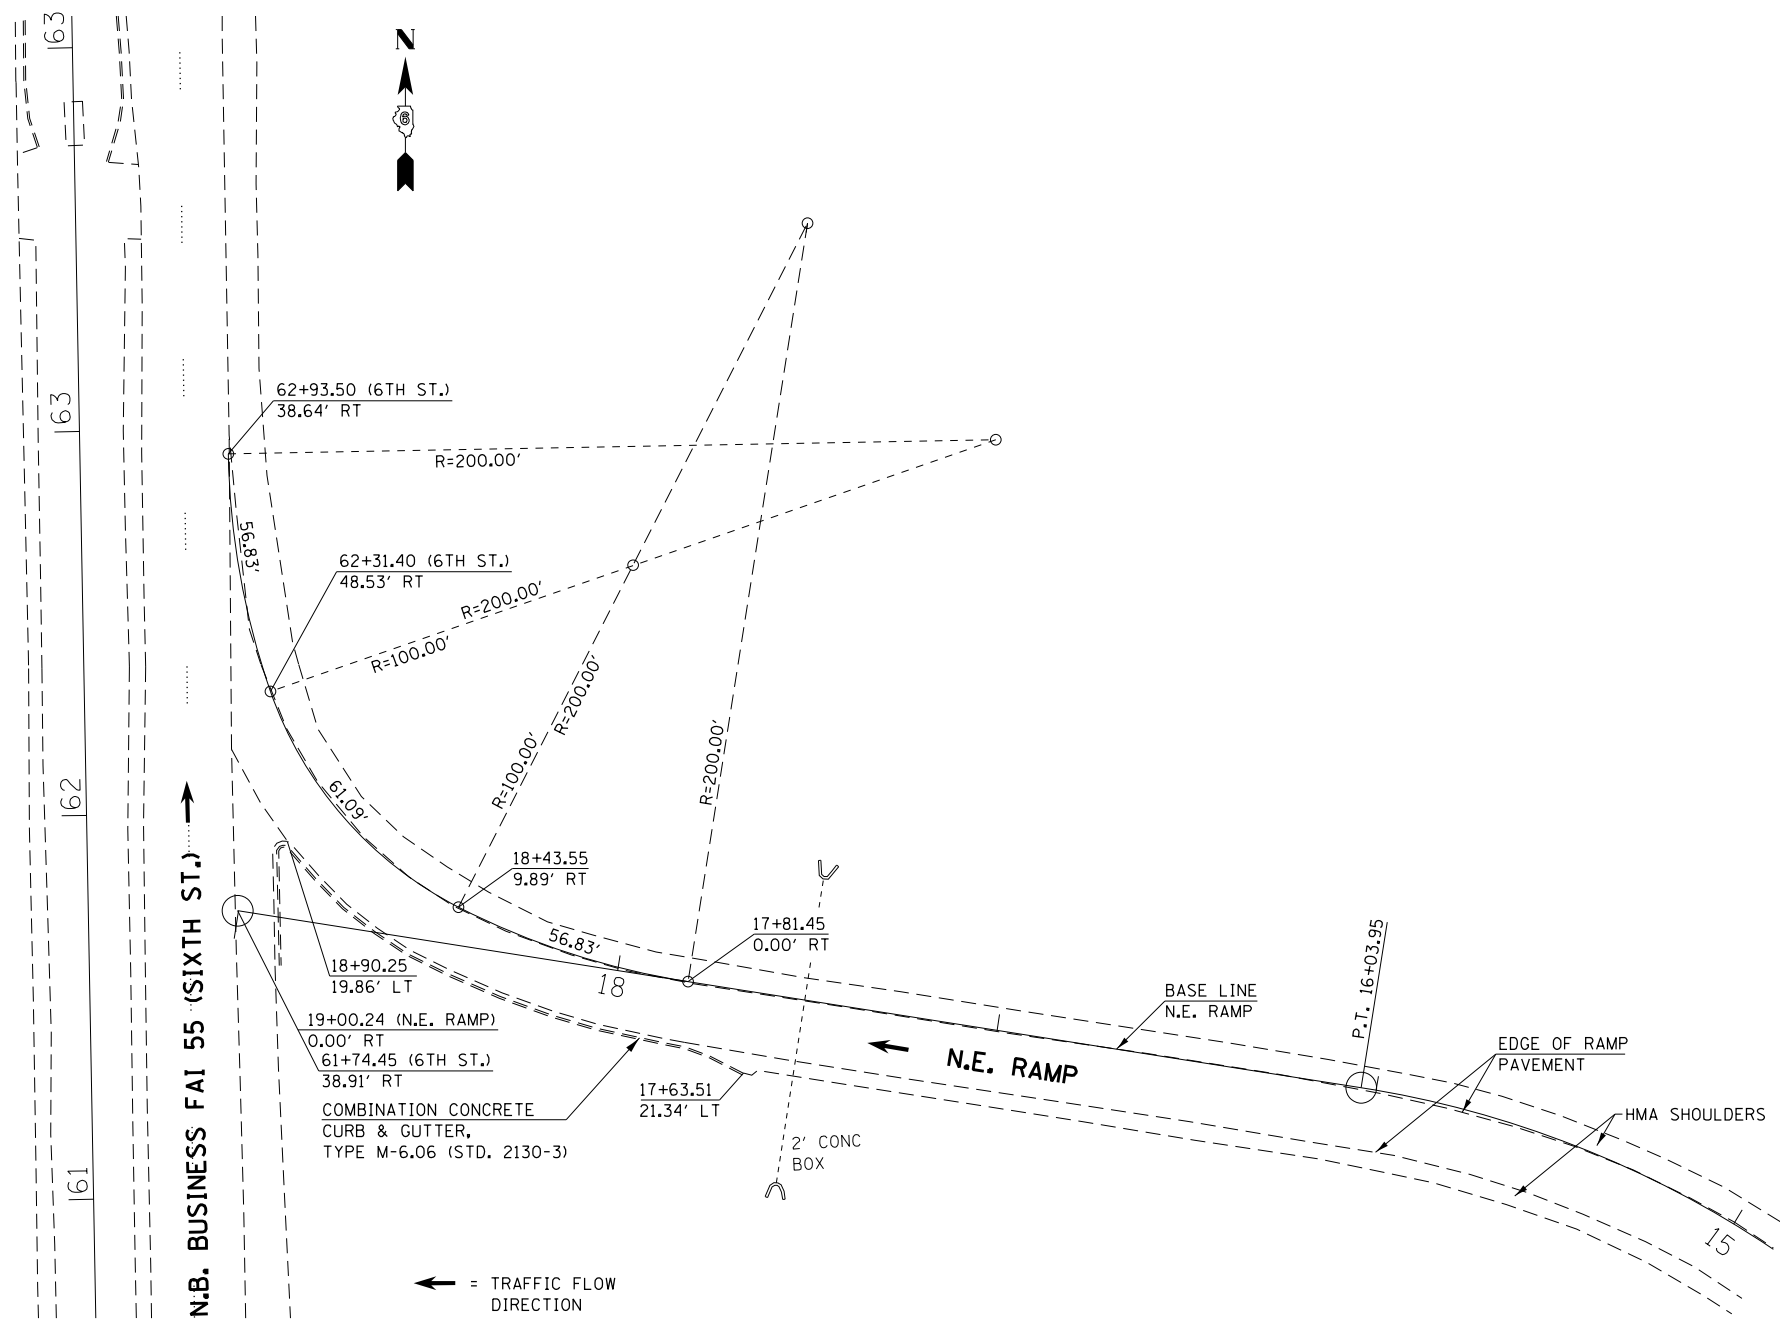 63
N
6
62+93.50 (6TH ST.)
38.64' RT
63
R=200.00'
56.83'
62+31.40 (6TH ST.)
48.53' RT
R=200.00'
R=100.00'
R=200.00'
R=100.00'
R=200.00'
62
61.09'
18+43.55
9.89' RT
17+81.45
0.00' RT
56.83'
18
18+90.25
19.86' LT
19+00.24 (N.E. RAMP)
0.00' RT
61+74.45 (6TH ST.)
38.91' RT
BASE LINE
N.E. RAMP
P.T. 16+03.95
EDGE OF RAMP
PAVEMENT
N.E. RAMP
17+63.51
21.34' LT
COMBINATION CONCRETE
CURB & GUTTER,
TYPE M-6.06 (STD. 2130-3)
HMA SHOULDERS
2' CONC
BOX
61
15
N.B. BUSINESS FAI 55 (SIXTH ST.)
= TRAFFIC FLOW
DIRECTION